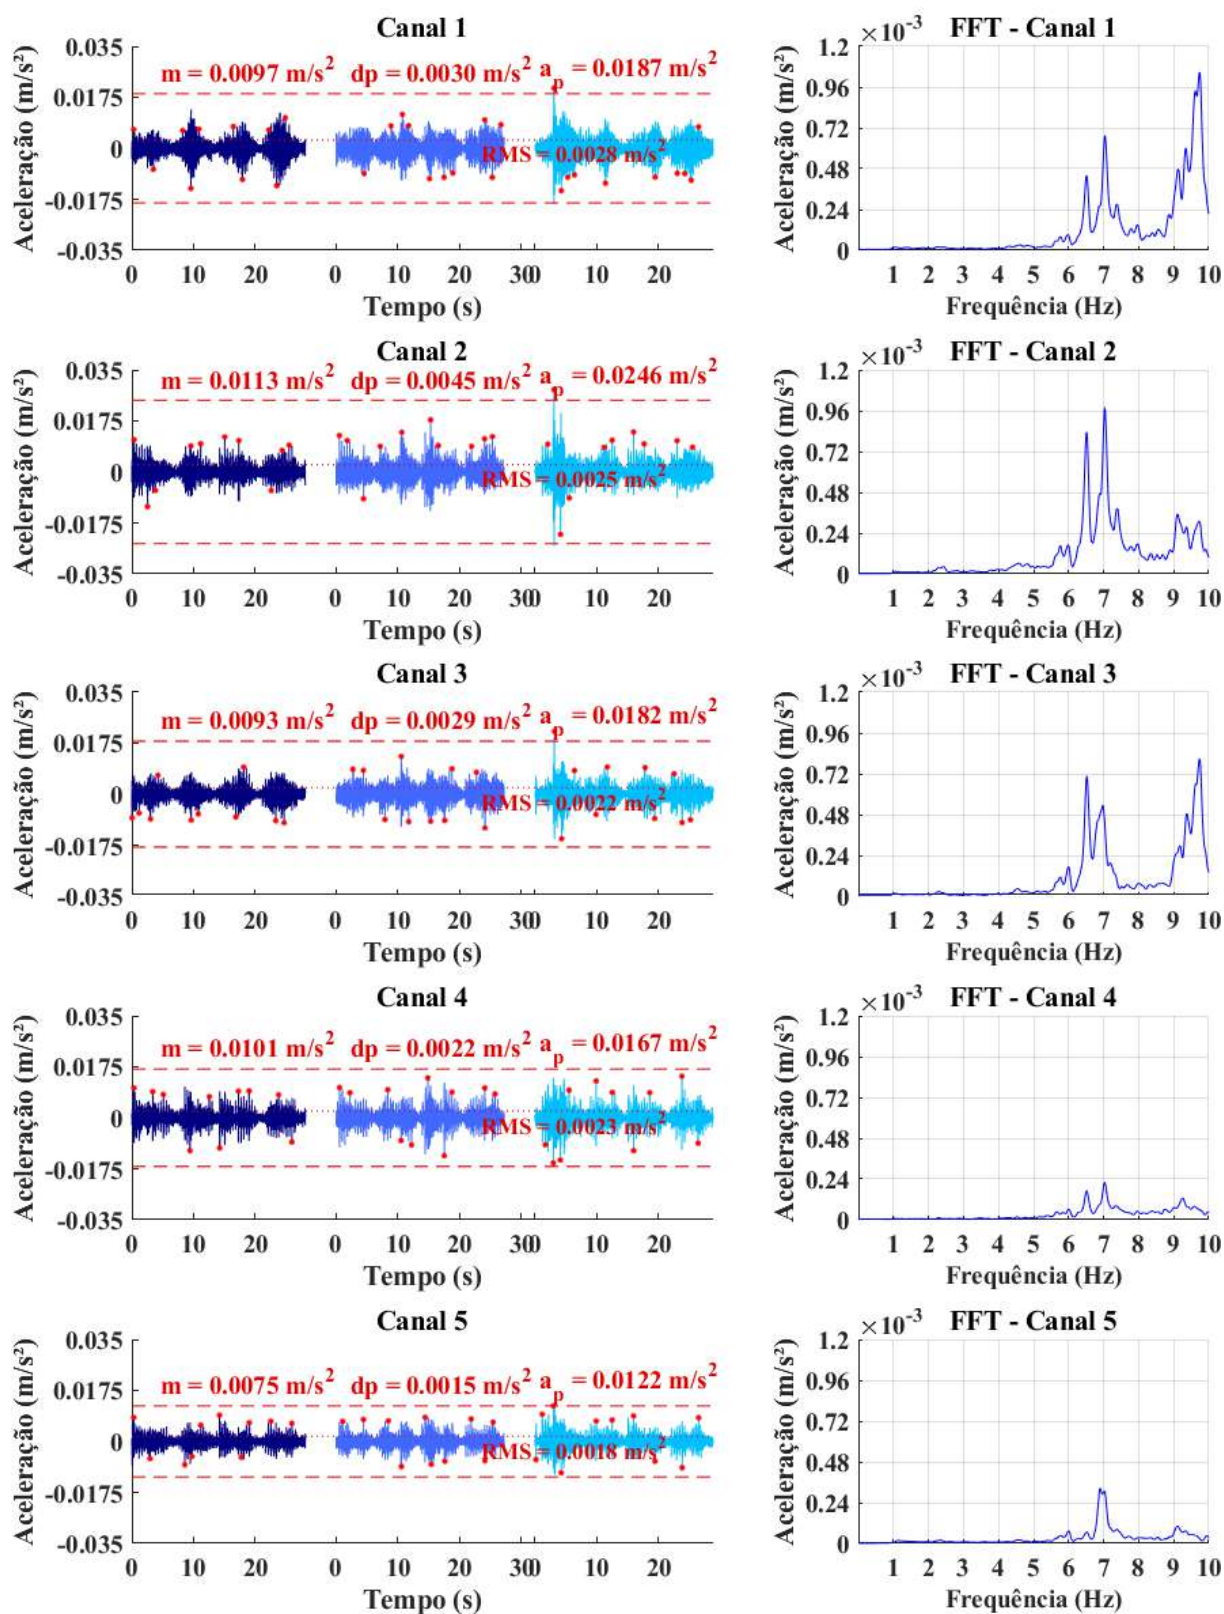 Canal 1
0.035
0.0175
0
-0.0175
-0.035
Aceleração (m/s²)
m = 0.0097 m/s² dp = 0.0030 m/s² aₚ = 0.0187 m/s²
RMS = 0.0028 m/s²
0 10 20 0 10 20 30 0 10 20
Tempo (s)
FFT - Canal 1
×10⁻³
1.2
0.96
0.72
0.48
0.24
0
Aceleração (m/s²)
1 2 3 4 5 6 7 8 9 10
Frequência (Hz)
Canal 2
0.035
0.0175
0
-0.0175
-0.035
Aceleração (m/s²)
m = 0.0113 m/s² dp = 0.0045 m/s² aₚ = 0.0246 m/s²
RMS = 0.0025 m/s²
0 10 20 0 10 20 30 0 10 20
Tempo (s)
FFT - Canal 2
×10⁻³
1.2
0.96
0.72
0.48
0.24
0
Aceleração (m/s²)
1 2 3 4 5 6 7 8 9 10
Frequência (Hz)
Canal 3
0.035
0.0175
0
-0.0175
-0.035
Aceleração (m/s²)
m = 0.0093 m/s² dp = 0.0029 m/s² aₚ = 0.0182 m/s²
RMS = 0.0022 m/s²
0 10 20 0 10 20 30 0 10 20
Tempo (s)
FFT - Canal 3
×10⁻³
1.2
0.96
0.72
0.48
0.24
0
Aceleração (m/s²)
1 2 3 4 5 6 7 8 9 10
Frequência (Hz)
Canal 4
0.035
0.0175
0
-0.0175
-0.035
Aceleração (m/s²)
m = 0.0101 m/s² dp = 0.0022 m/s² aₚ = 0.0167 m/s²
RMS = 0.0023 m/s²
0 10 20 0 10 20 30 0 10 20
Tempo (s)
FFT - Canal 4
×10⁻³
1.2
0.96
0.72
0.48
0.24
0
Aceleração (m/s²)
1 2 3 4 5 6 7 8 9 10
Frequência (Hz)
Canal 5
0.035
0.0175
0
-0.0175
-0.035
Aceleração (m/s²)
m = 0.0075 m/s² dp = 0.0015 m/s² aₚ = 0.0122 m/s²
RMS = 0.0018 m/s²
0 10 20 0 10 20 30 0 10 20
Tempo (s)
FFT - Canal 5
×10⁻³
1.2
0.96
0.72
0.48
0.24
0
Aceleração (m/s²)
1 2 3 4 5 6 7 8 9 10
Frequência (Hz)